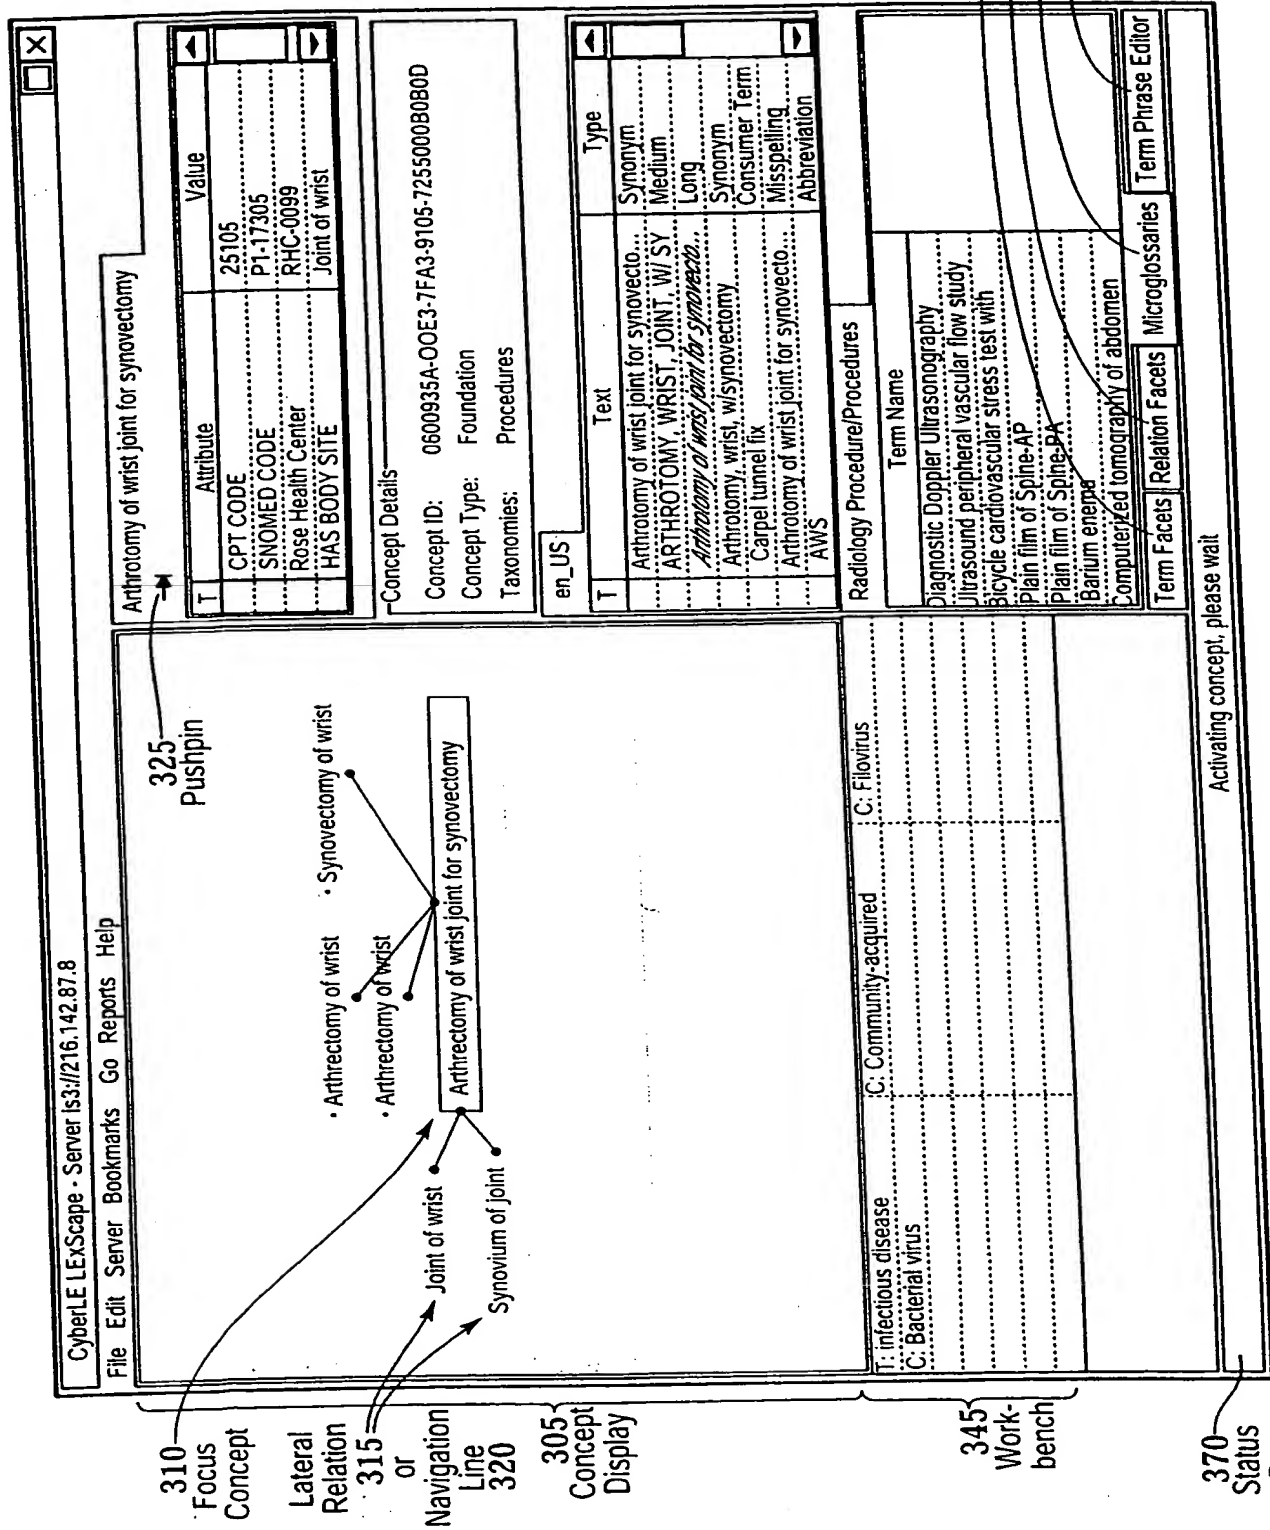 CyberLE LExScape - Server ls3://216.142.87.8
File Edit Server Bookmarks Go Reports Help
310
Focus
Concept
Lateral
Relation
315
or
Navigation
Line
320
305
Concept
Display
345
Work-
bench
370
Status
325
Pushpin
• Arthrectomy of wrist
• Synovectomy of wrist
• Arthrectomy of wrist
Joint of wrist
Arthrectomy of wrist joint for synovectomy
Synovium of joint
T: infectious disease
C: Community-acquired
C: Filovirus
C: Bacterial virus
Arthrotomy of wrist joint for synovectomy
T Attribute Value
CPT CODE 25105
SNOMED CODE P1-17305
Rose Health Center RHC-0099
HAS BODY SITE Joint of wrist
Concept Details
Concept ID: 0600935A-OOE3-7FA3-9105-7255000B0B0D
Concept Type: Foundation
Taxonomies: Procedures
en_US
T Text Type
Arthrotomy of wrist joint for synovecto... Synonym
ARTHROTOMY, WRIST, JOINT, W/ SY Medium
Arthrotomy of wrist joint for synovecto... Long
Arthrotomy, wrist, w/synovectomy Synonym
Carpel tunnel fix Consumer Term
Arthrotomy of wrist joint for synovecto... Misspelling
AWS Abbreviation
Radiology Procedure/Procedures
Term Name
Diagnostic Doppler Ultrasonography
Ultrasound peripheral vascular flow study
Bicycle cardiovascular stress test with
Plain film of Spine-AP
Plain film of Spine-PA
Barium enema
Computerized tomography of abdomen
Term Facets Relation Facets Microglossaries Term Phrase Editor
Activating concept, please wait